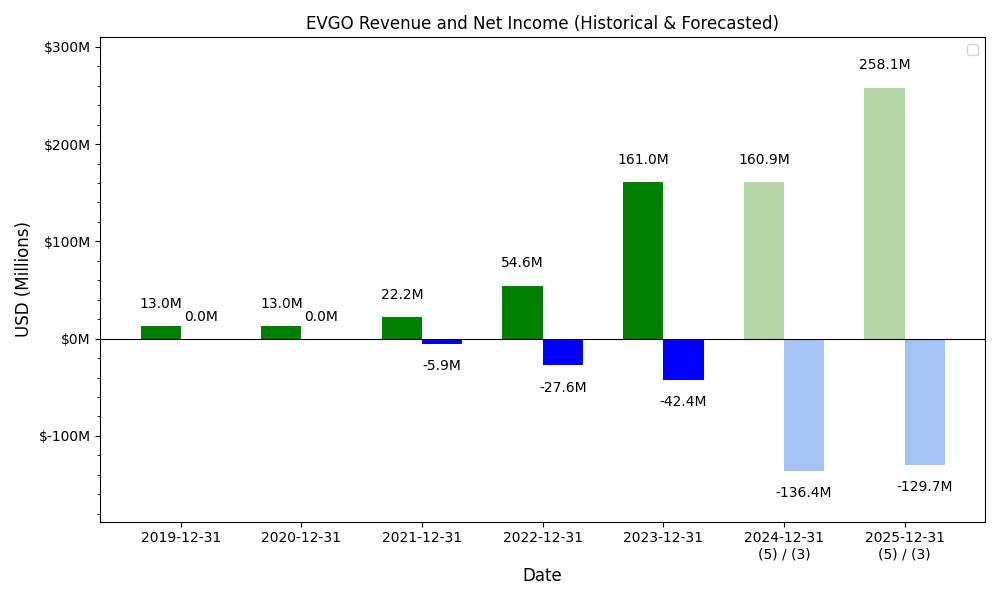 EVGO Revenue and Net Income (Historical & Forecasted)
$300M
$200M
$100M
$0M
$-100M
USD (Millions)
13.0M
0.0M
13.0M
0.0M
22.2M
-5.9M
54.6M
-27.6M
161.0M
-42.4M
160.9M
-136.4M
258.1M
-129.7M
2019-12-31
2020-12-31
2021-12-31
2022-12-31
2023-12-31
2024-12-31
(5) / (3)
2025-12-31
(5) / (3)
Date